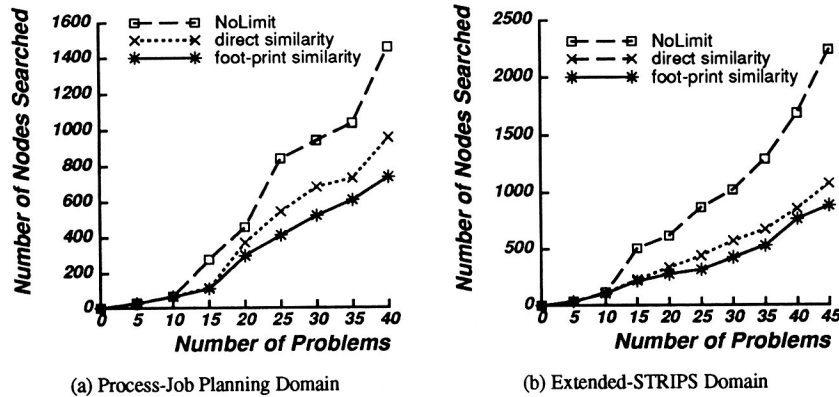 Number of Nodes Searched
1600
1400
1200
1000
800
600
400
200
0
NoLimit
direct similarity
foot-print similarity
0 5 10 15 20 25 30 35 40
Number of Problems
(a) Process-Job Planning Domain
Number of Nodes Searched
2500
2000
1500
1000
500
0
NoLimit
direct similarity
foot-print similarity
0 5 10 15 20 25 30 35 40 45
Number of Problems
(b) Extended-STRIPS Domain